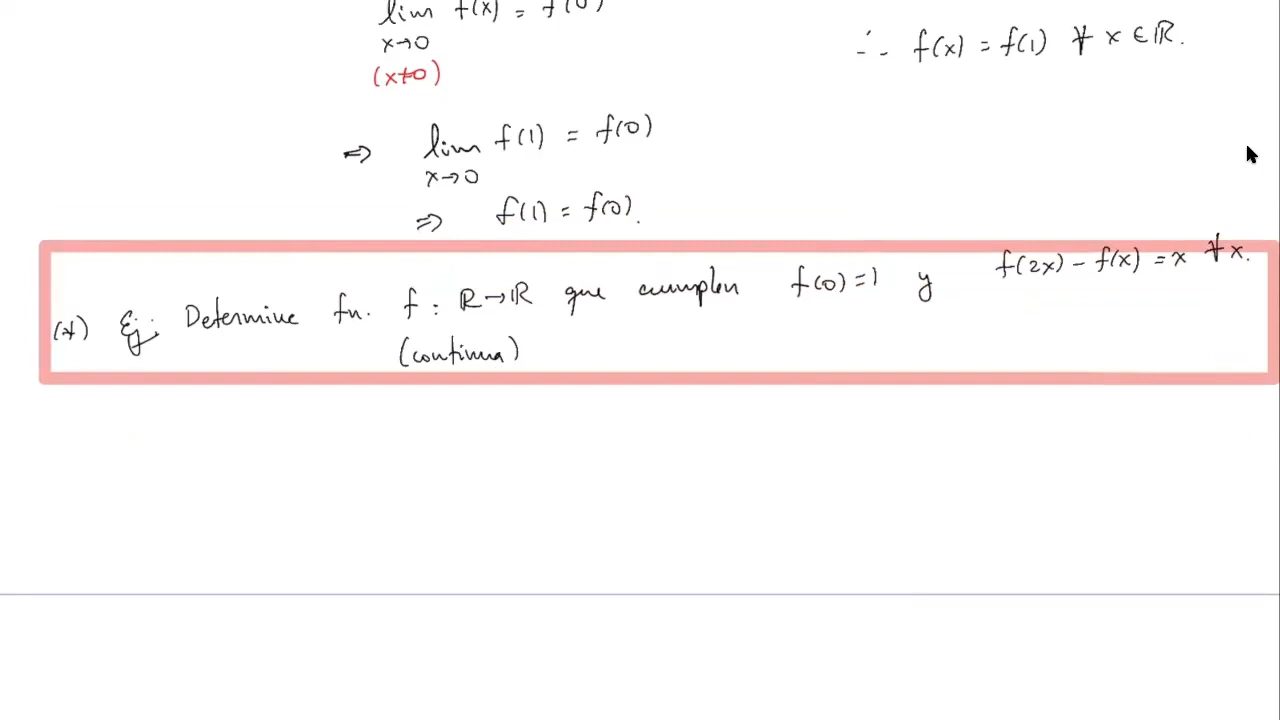 lim f(x) = f(0)
x→0
(x≠0)
∴ f(x) = f(1) ∀ x ∈ ℝ.
⇒ lim f(1) = f(0)
x→0
⇒ f(1) = f(0).
(*) Ej. Determine fn. f : ℝ→ℝ que cumplen f(0)=1 y f(2x) - f(x) = x ∀ x.
(continua)